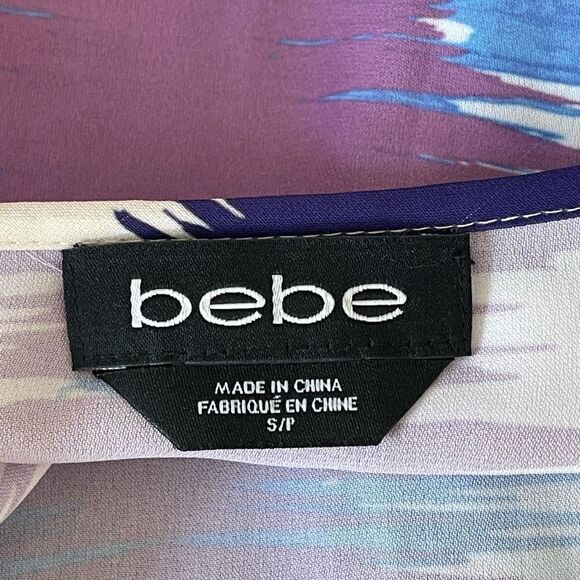 bebe
MADE IN CHINA
FABRIQUÉ EN CHINE
S/P